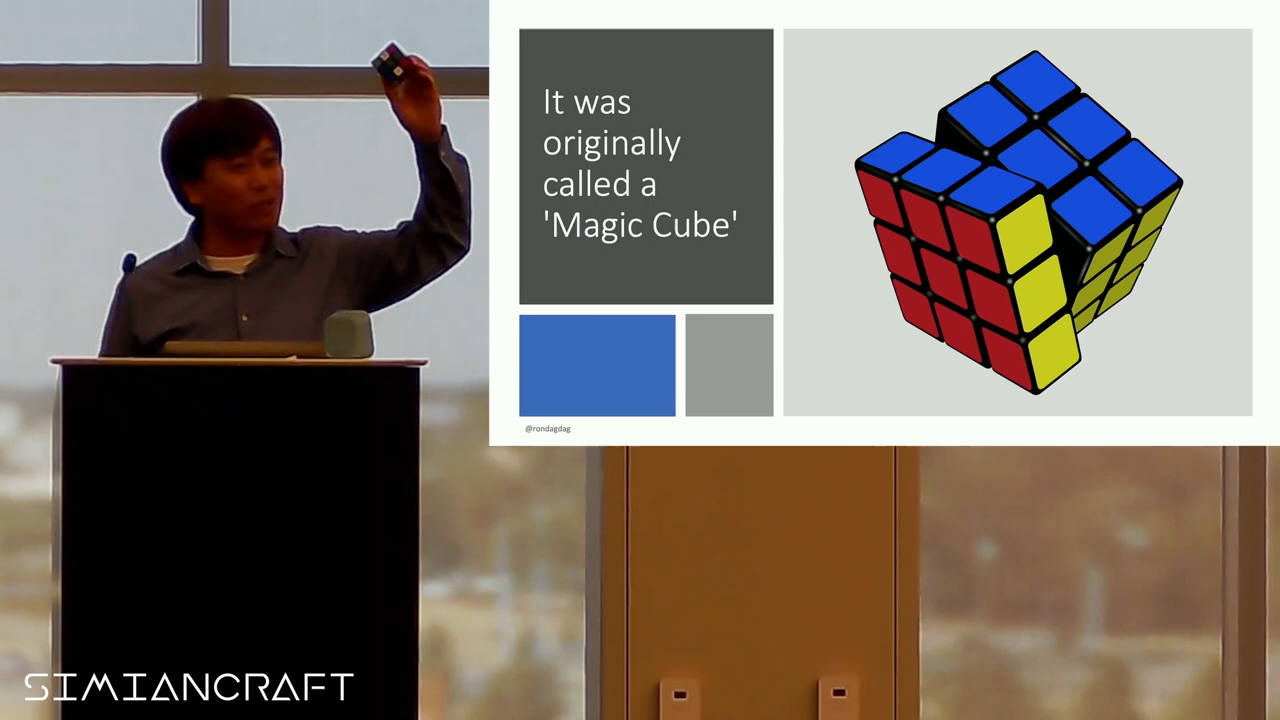 It was
originally
called a
'Magic Cube'
@rondagdag
SIMIANCRAFT